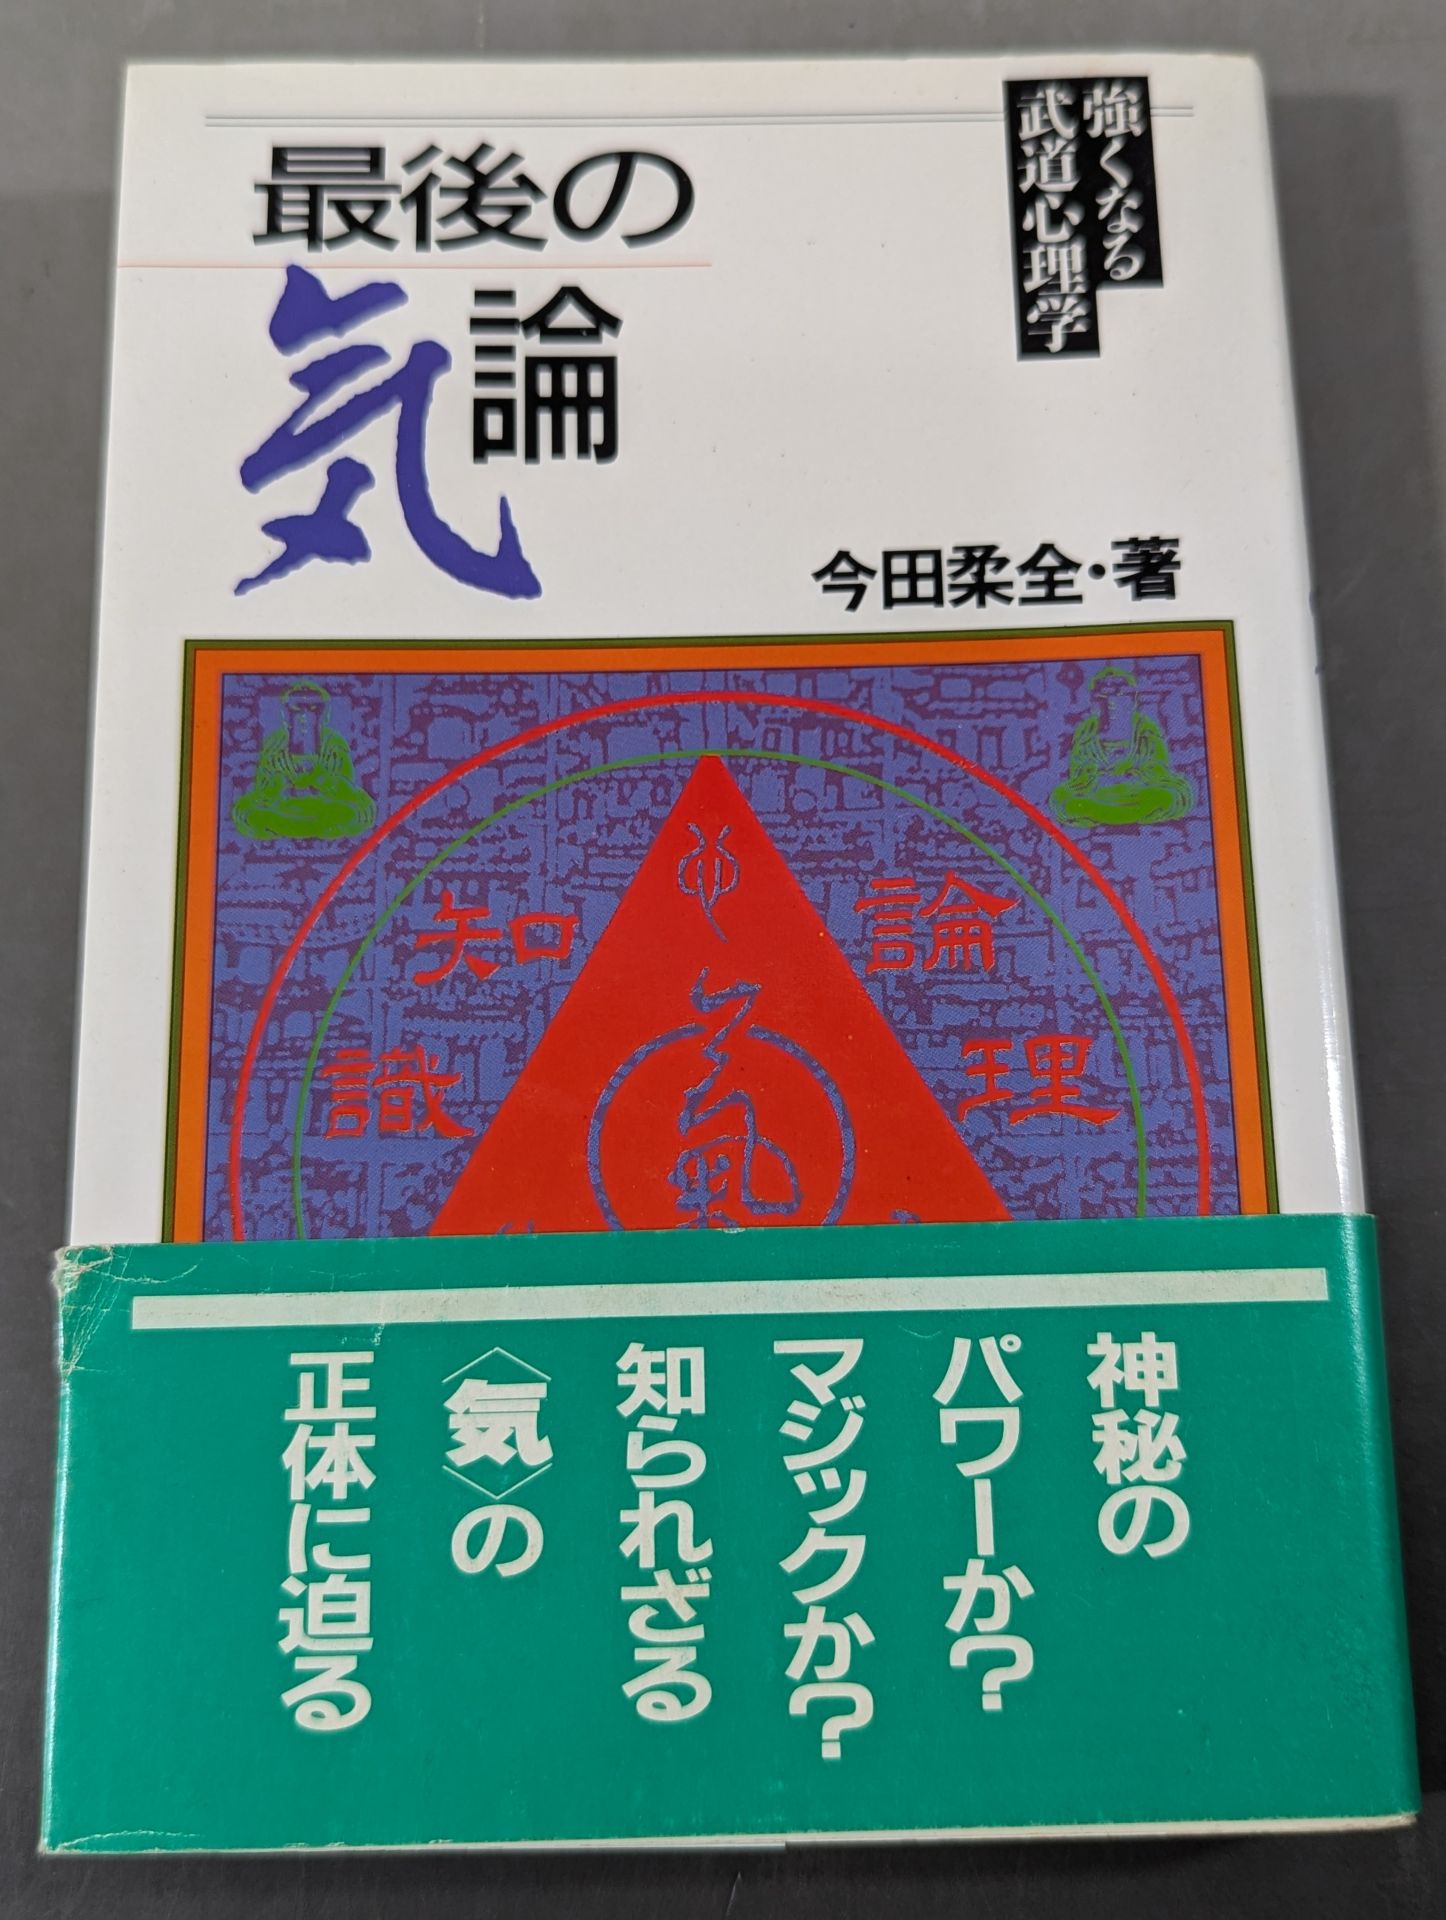 強くなる
武道心理学
最後の
気論
今田柔全・著
論理
知識
氣
神秘の
パワーか?
マジックか?
知られざる
〈気〉の
正体に迫る